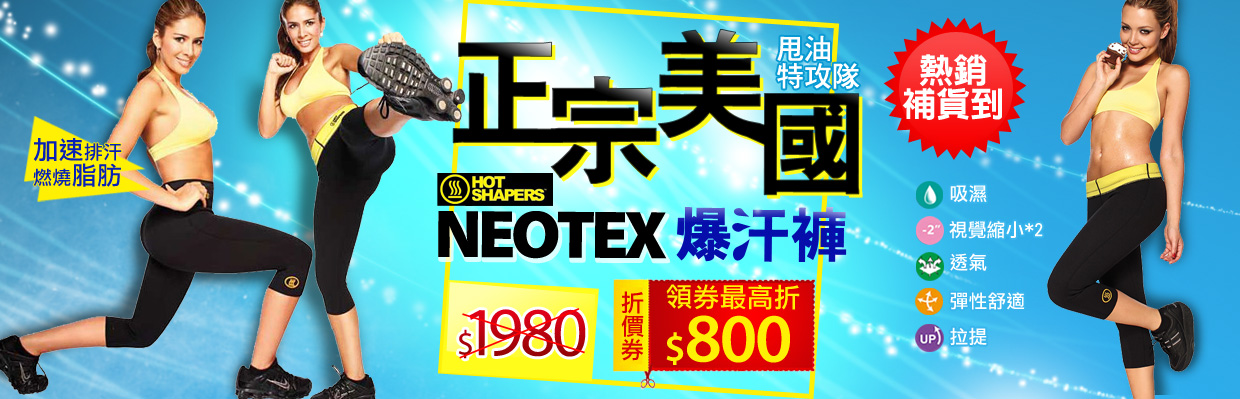 加速排汗
燃燒脂肪
正宗美國
甩油
特攻隊
HOT
SHAPERS
NEOTEX 爆汗褲
$1980
折價券
領券最高折
$800
熱銷
補貨到
吸濕
-2" 視覺縮小*2
透氣
彈性舒適
UP 拉提